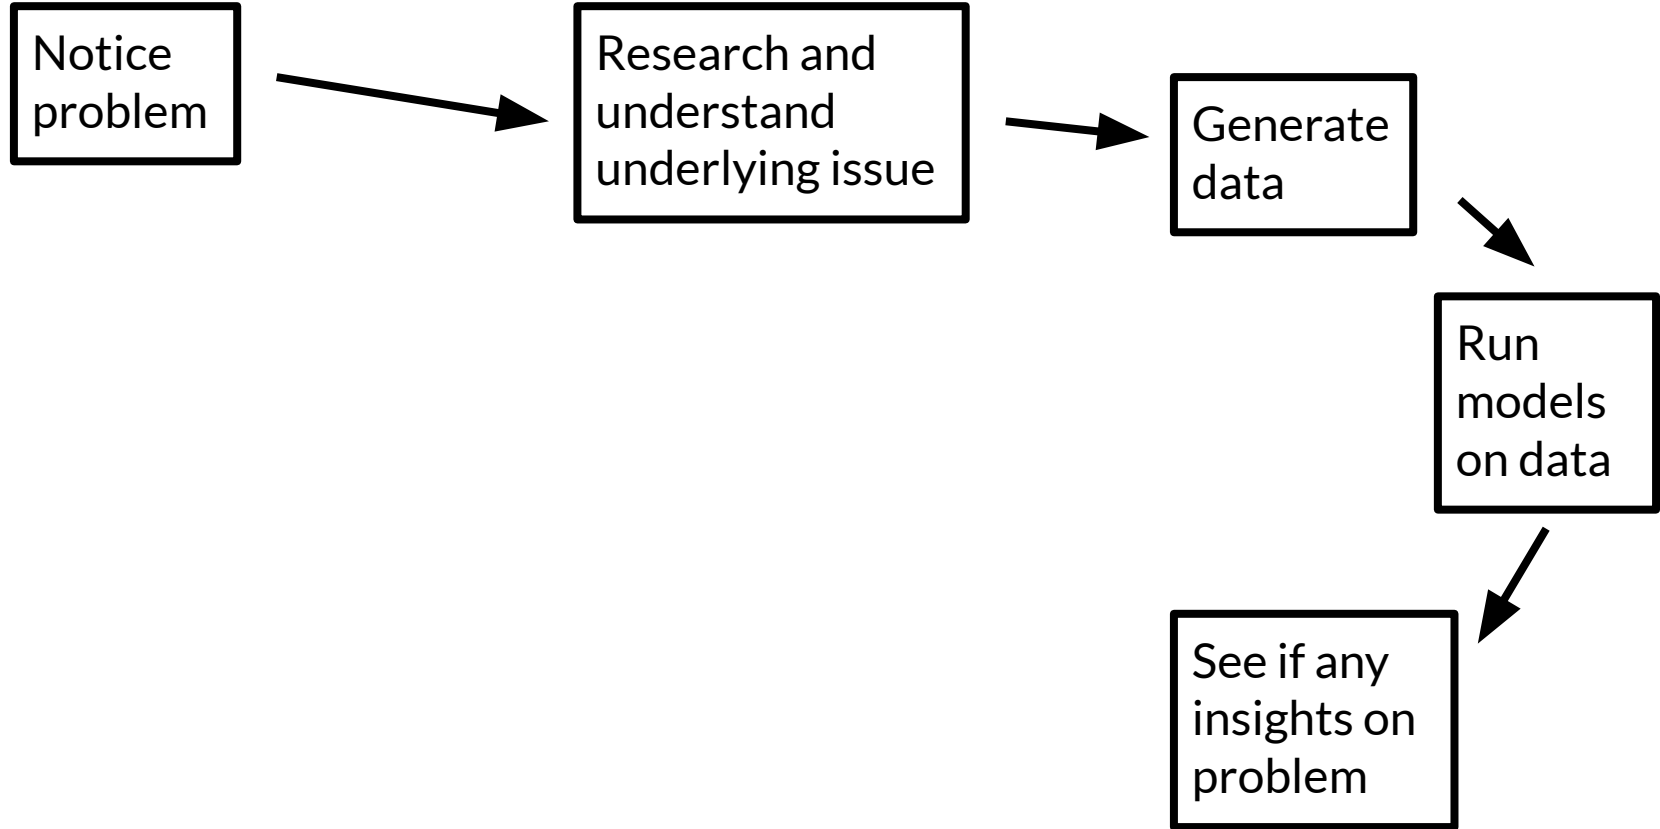 Notice
problem
Research and
understand
underlying issue
Generate
data
Run
models
on data
See if any
insights on
problem